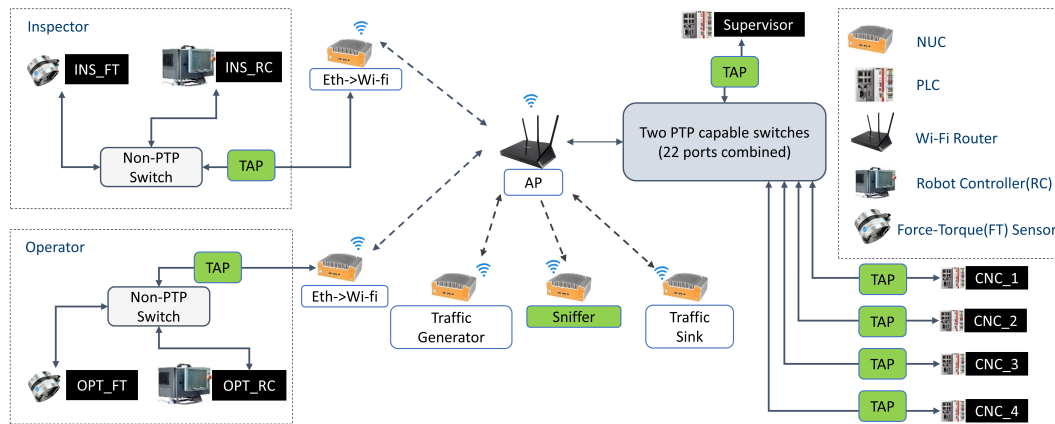 Inspector
INS_FT
INS_RC
Non-PTP
Switch
TAP
Eth->Wi-fi
Operator
TAP
Non-PTP
Switch
OPT_FT
OPT_RC
Eth->Wi-fi
AP
Traffic
Generator
Sniffer
Traffic
Sink
Supervisor
TAP
Two PTP capable switches
(22 ports combined)
NUC
PLC
Wi-Fi Router
Robot Controller(RC)
Force-Torque(FT) Sensor
TAP
CNC_1
TAP
CNC_2
TAP
CNC_3
TAP
CNC_4